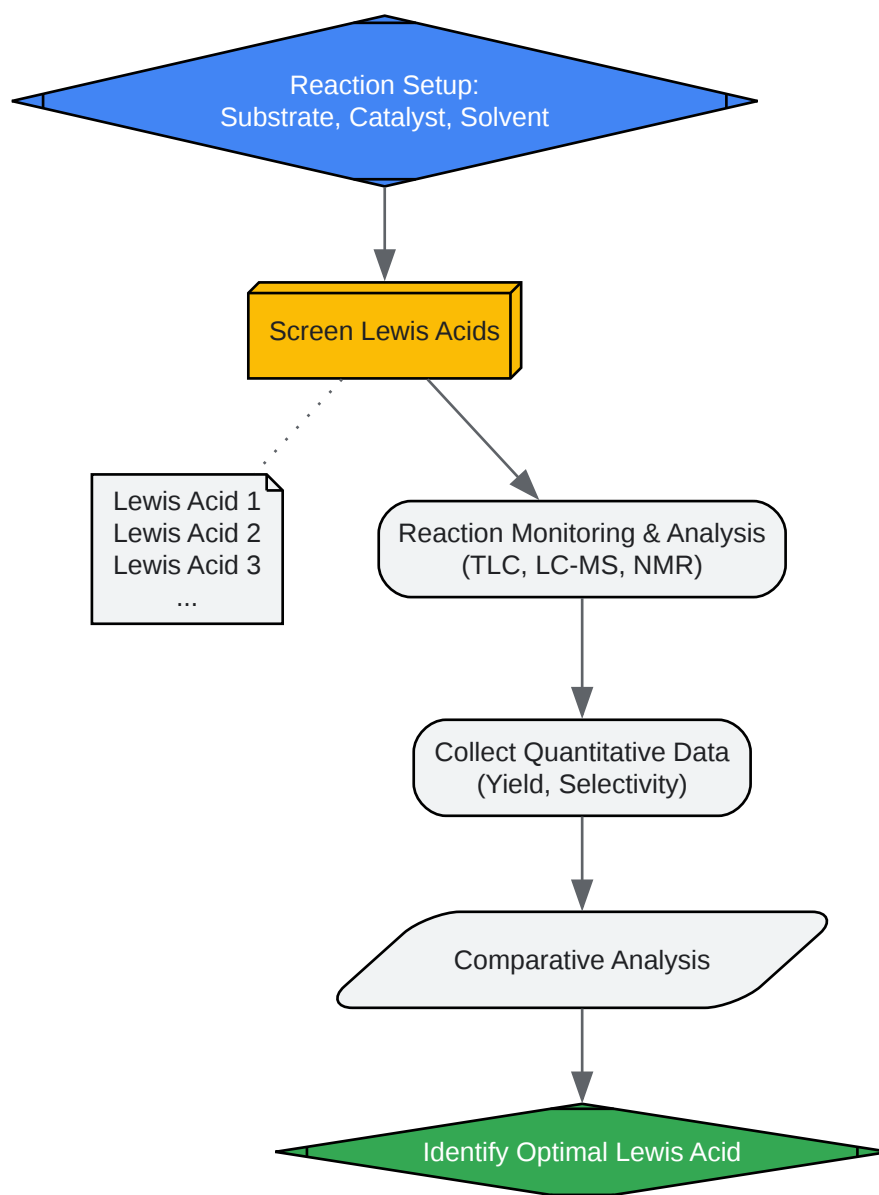 Reaction Setup:
Substrate, Catalyst, Solvent
Screen Lewis Acids
Lewis Acid 1
Lewis Acid 2
Lewis Acid 3
...
Reaction Monitoring & Analysis
(TLC, LC-MS, NMR)
Collect Quantitative Data
(Yield, Selectivity)
Comparative Analysis
Identify Optimal Lewis Acid